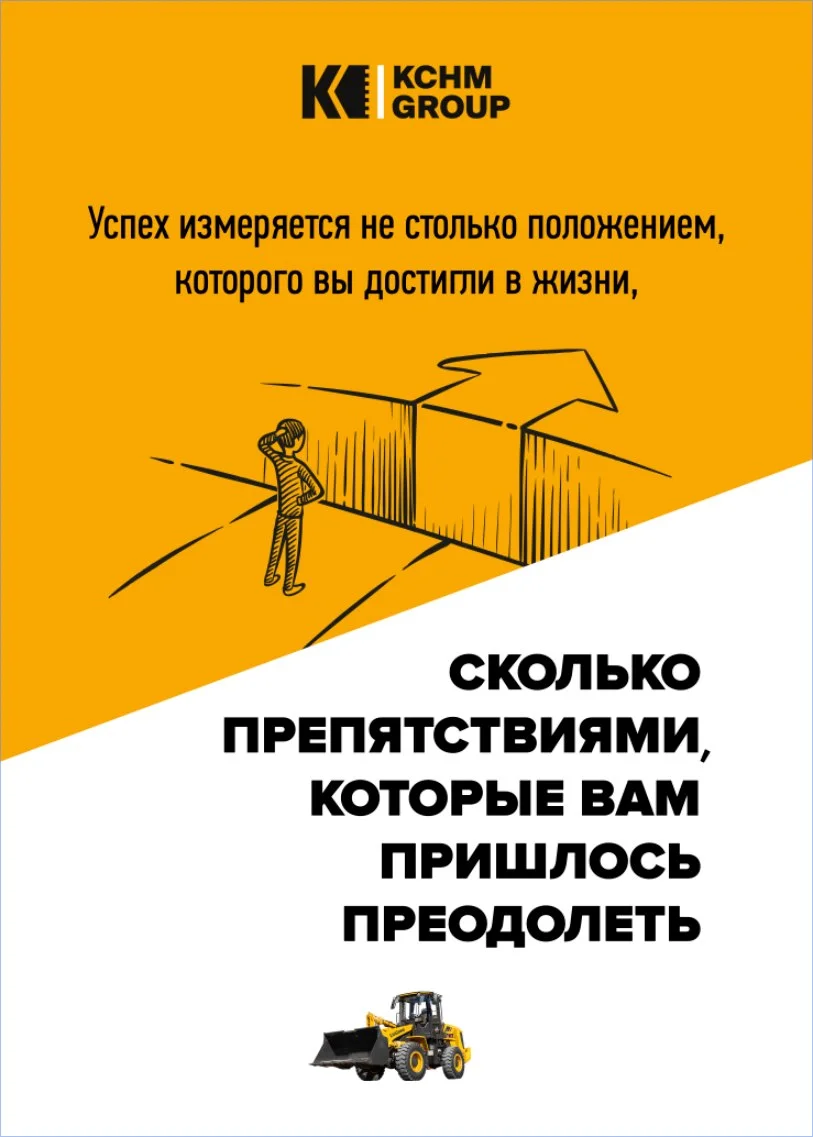 KCHM
GROUP
Успех измеряется не столько положением,
которого вы достигли в жизни,
СКОЛЬКО
ПРЕПЯТСТВИЯМИ,
КОТОРЫЕ ВАМ
ПРИШЛОСЬ
ПРЕОДОЛЕТЬ